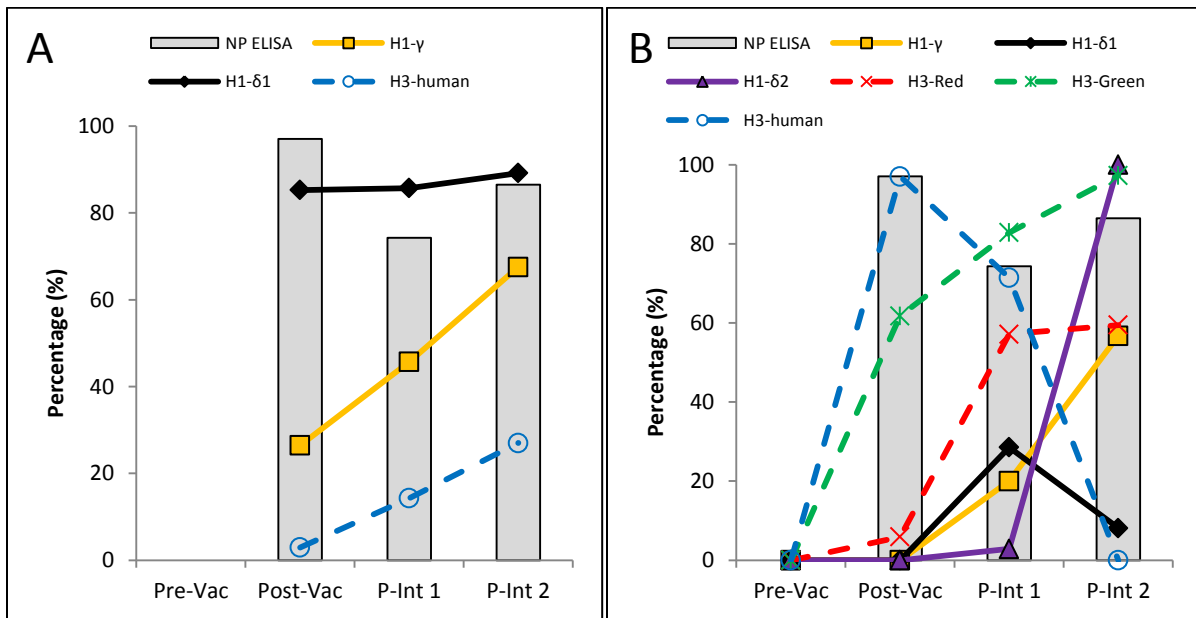 A
NP ELISA H1-γ
H1-δ1 H3-human
Percentage (%)
100
80
60
40
20
0
Pre-Vac Post-Vac P-Int 1 P-Int 2
B
NP ELISA H1-γ H1-δ1
H1-δ2 H3-Red H3-Green
H3-human
Percentage (%)
100
80
60
40
20
0
Pre-Vac Post-Vac P-Int 1 P-Int 2